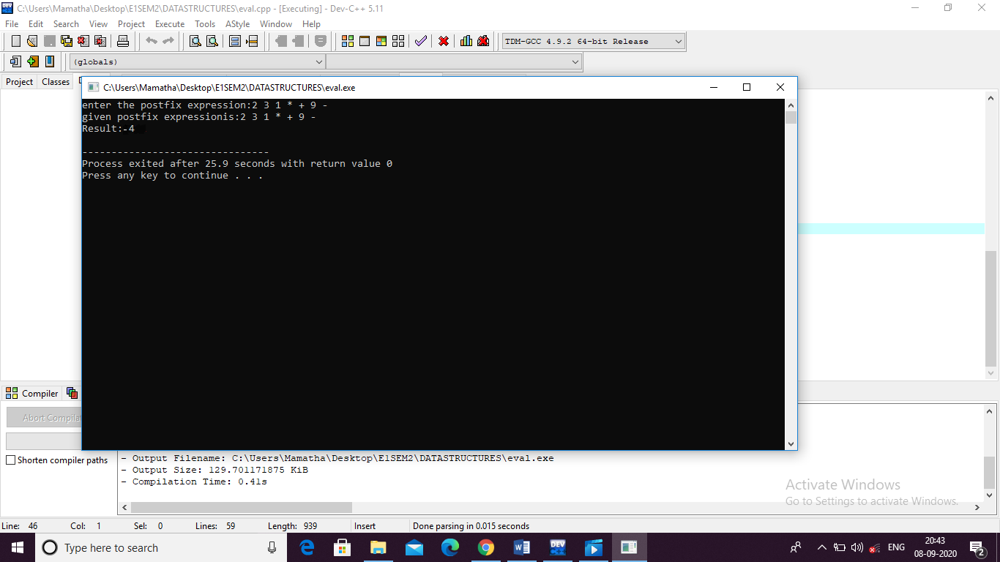 C:\Users\Mamatha\Desktop\E1SEM2\DATASTRUCTURES\eval.cpp - [Executing] - Dev-C++ 5.11
File Edit Search View Project Execute Tools AStyle Window Help
TDM-GCC 4.9.2 64-bit Release
(globals)
Project Classes
C:\Users\Mamatha\Desktop\E1SEM2\DATASTRUCTURES\eval.exe
enter the postfix expression:2 3 1 * + 9 -
given postfix expressionis:2 3 1 * + 9 -
Result:-4
--------------------------------
Process exited after 25.9 seconds with return value 0
Press any key to continue . . .
Compiler
Abort
Shorten compiler paths
- Output Filename: C:\Users\Mamatha\Desktop\E1SEM2\DATASTRUCTURES\eval.exe
- Output Size: 129.701171875 KiB
- Compilation Time: 0.41s
Activate Windows
Go to Settings to activate Windows.
Line: 46 Col: 1 Sel: 0 Lines: 59 Length: 939 Insert Done parsing in 0.015 seconds
Type here to search
W
DEV
ENG
20:43
08-09-2020
2